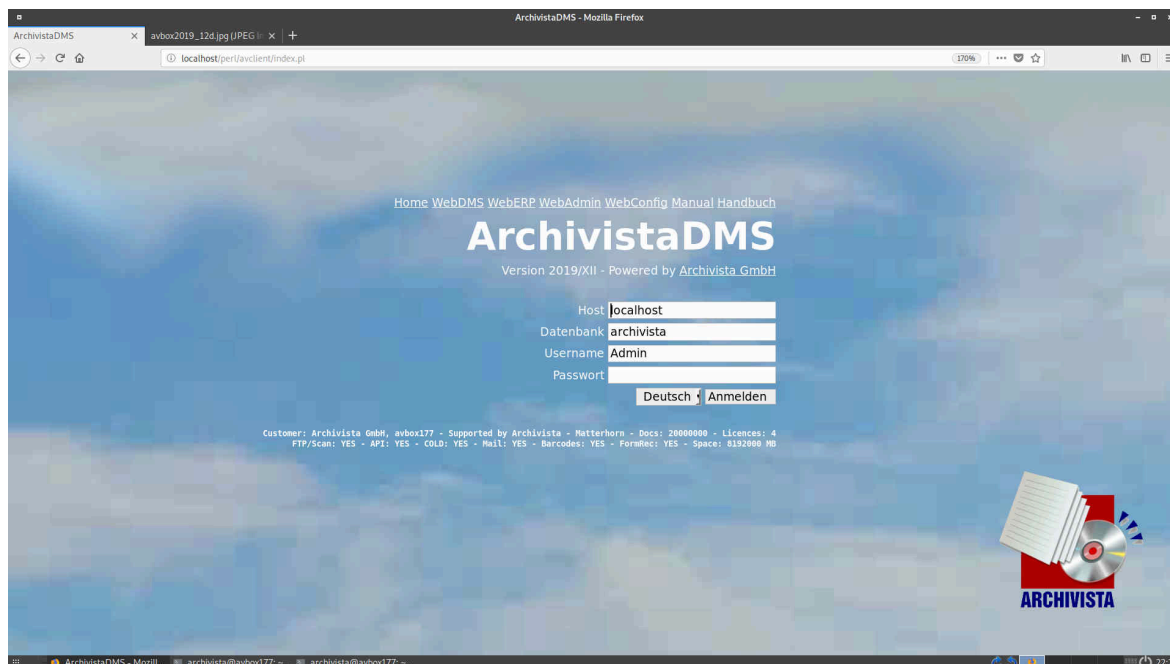 ArchivistaDMS - Mozilla Firefox
ArchivistaDMS
avbox2019_12d.jpg (JPEG I
localhost/perl/avclient/index.pl
170%
Home WebDMS WebERP WebAdmin WebConfig Manual Handbuch
ArchivistaDMS
Version 2019/XII - Powered by Archivista GmbH
Host localhost
Datenbank archivista
Username Admin
Passwort
Deutsch Anmelden
Customer: Archivista GmbH, avbox177 - Supported by Archivista - Matterhorn - Docs: 20000000 - Licences: 4
FTP/Scan: YES - API: YES - COLD: YES - Mail: YES - Barcodes: YES - FormRec: YES - Space: 8192000 MB
ARCHIVISTA
ArchivistaDMS - Mozill archivista@avbox177: ~ archivista@avbox177: ~